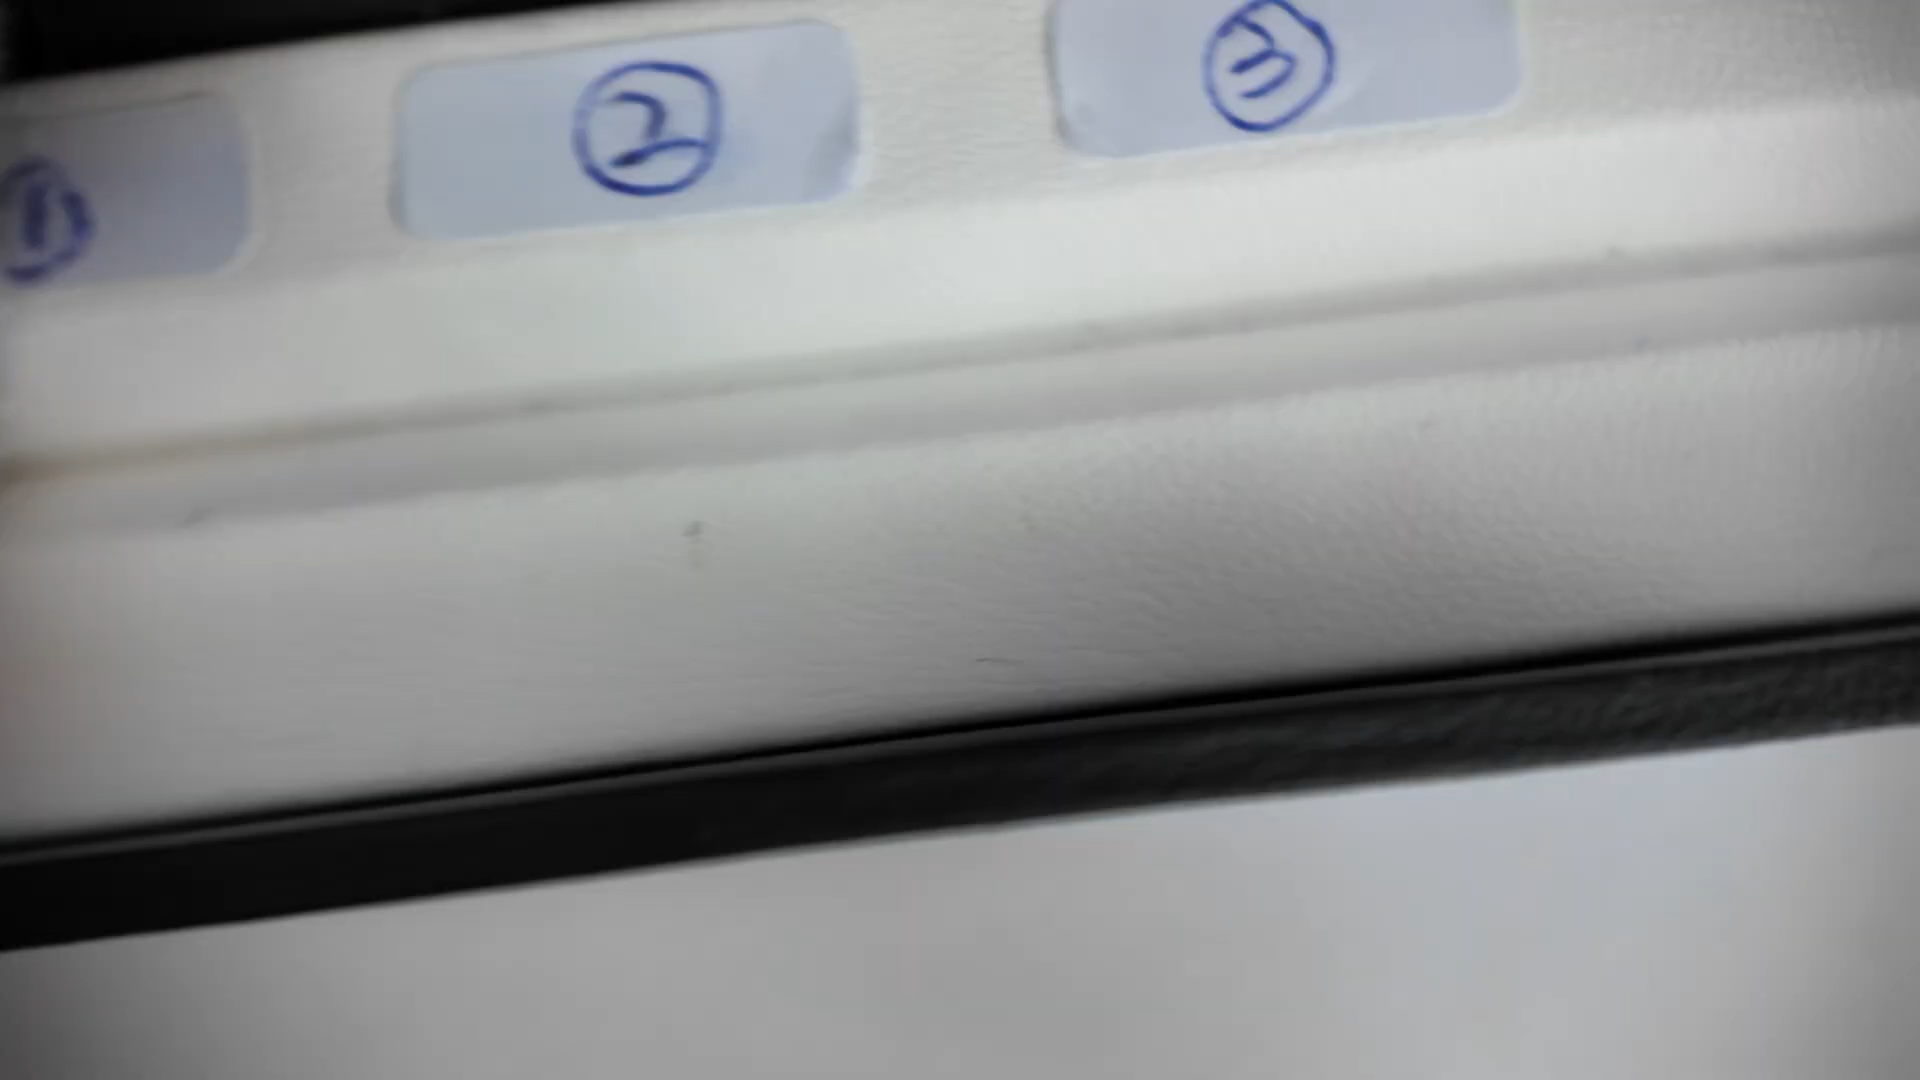 ① ② ③